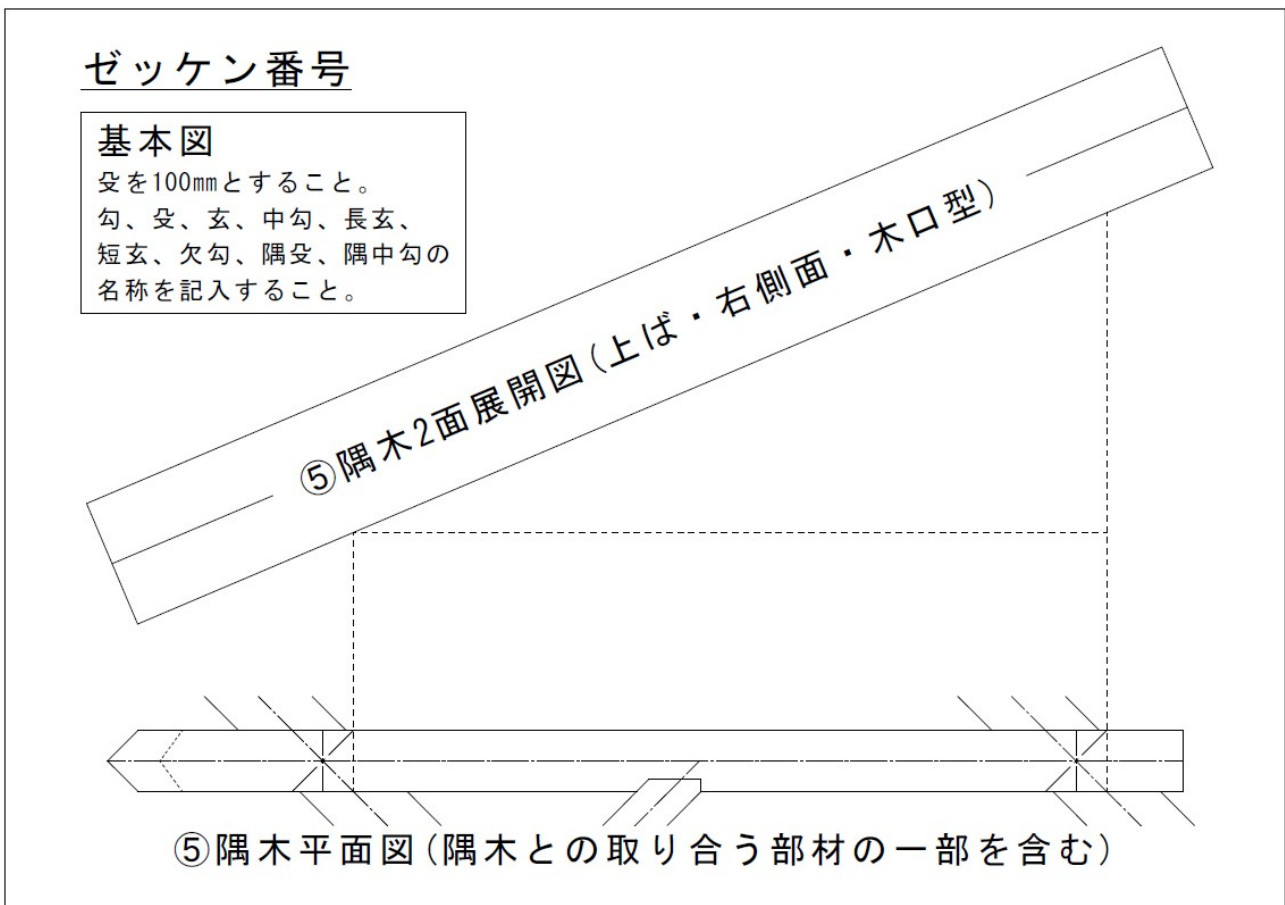 ゼッケン番号
基本図
殳を100㎜とすること。
勾、殳、玄、中勾、長玄、
短玄、欠勾、隅殳、隅中勾の
名称を記入すること。
⑤隅木2面展開図(上ば・右側面・木口型)
⑤隅木平面図(隅木との取り合う部材の一部を含む)